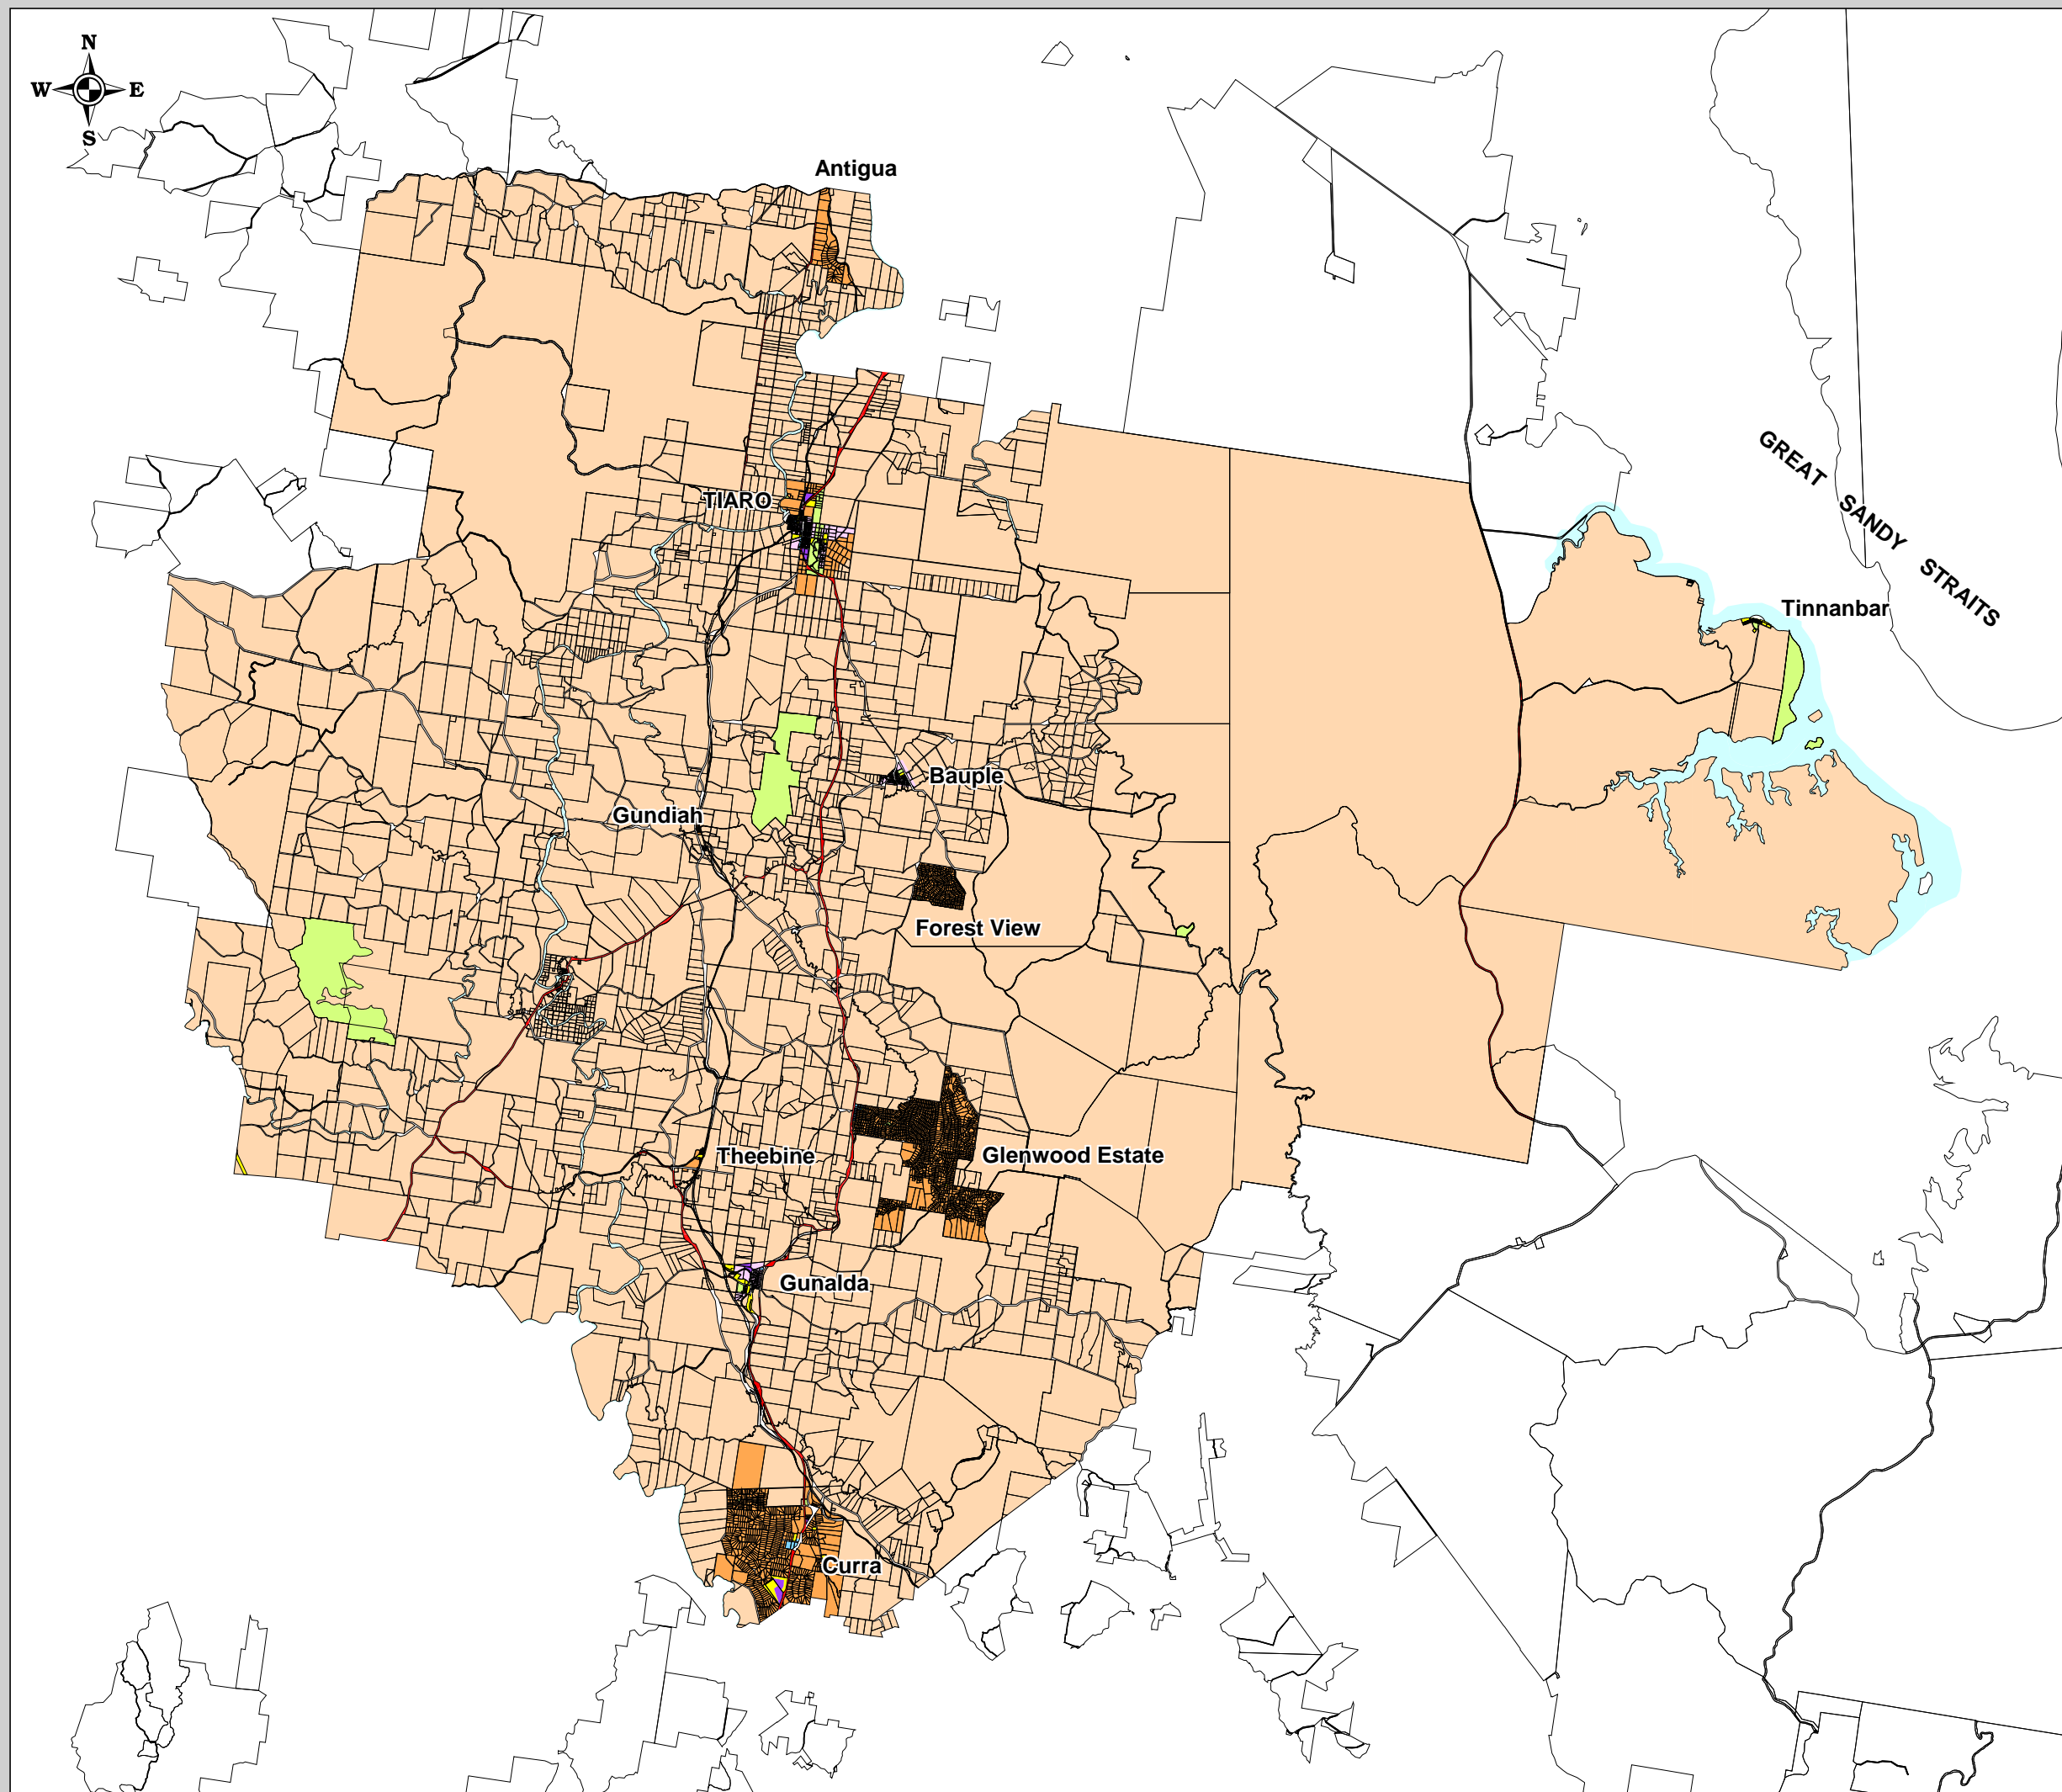 N
W E
S
Antigua
GREAT SANDY STRAITS
TIARO
Tinnanbar
Bauple
Gundiah
Forest View
Theebine
Glenwood Estate
Gunalda
Curra